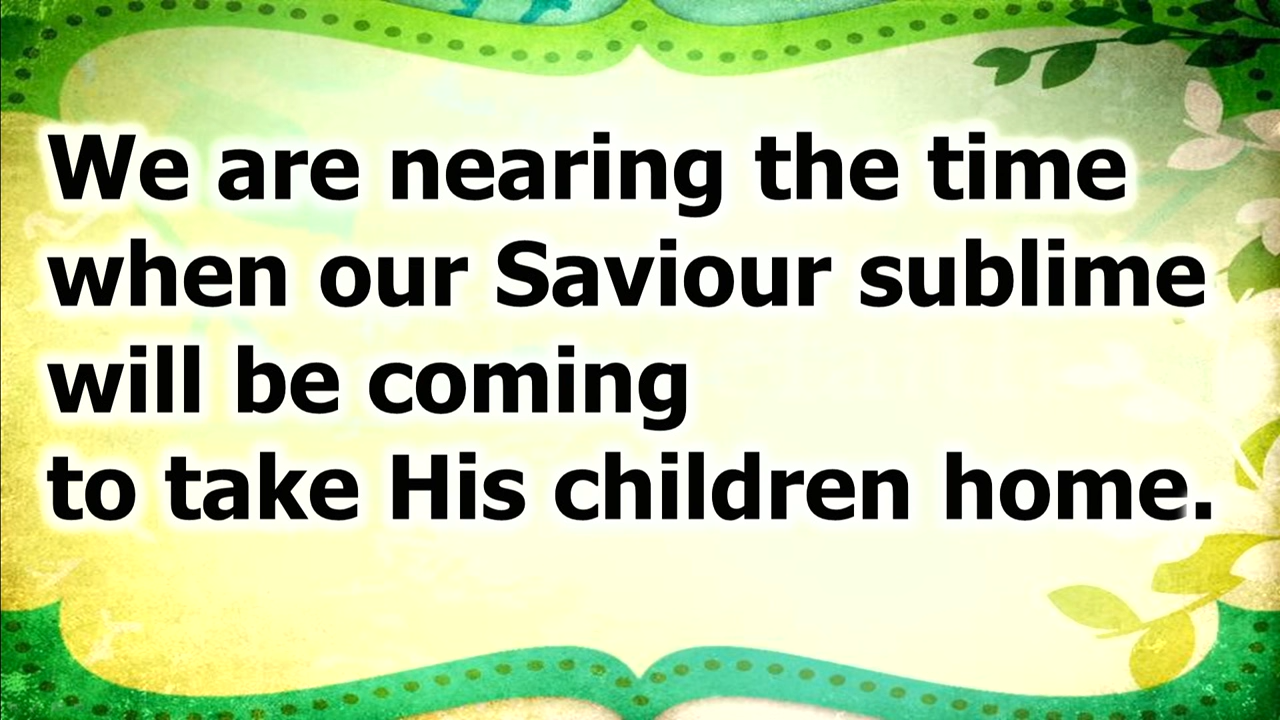 We are nearing the time
when our Saviour sublime
will be coming
to take His children home.